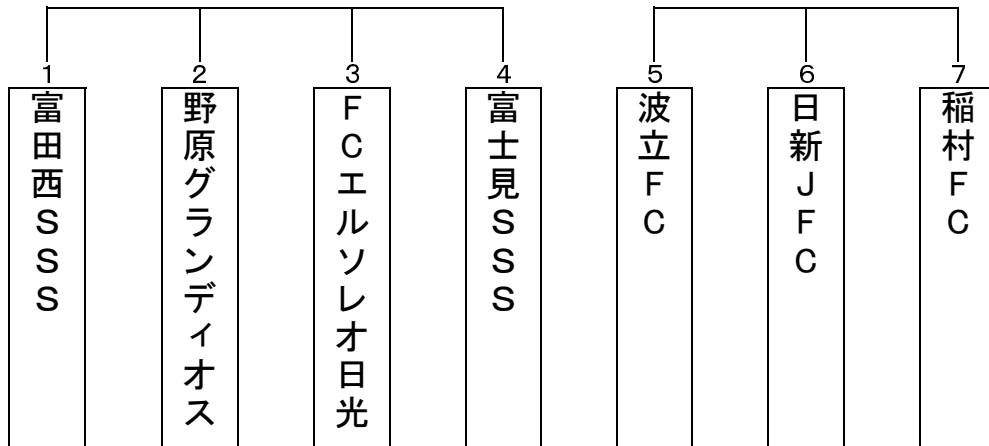 1
富田西SSS
2
野原グランディオス
3
FCエルソレオ日光
4
富士見SSS
5
波立FC
6
日新JFC
7
稲村FC